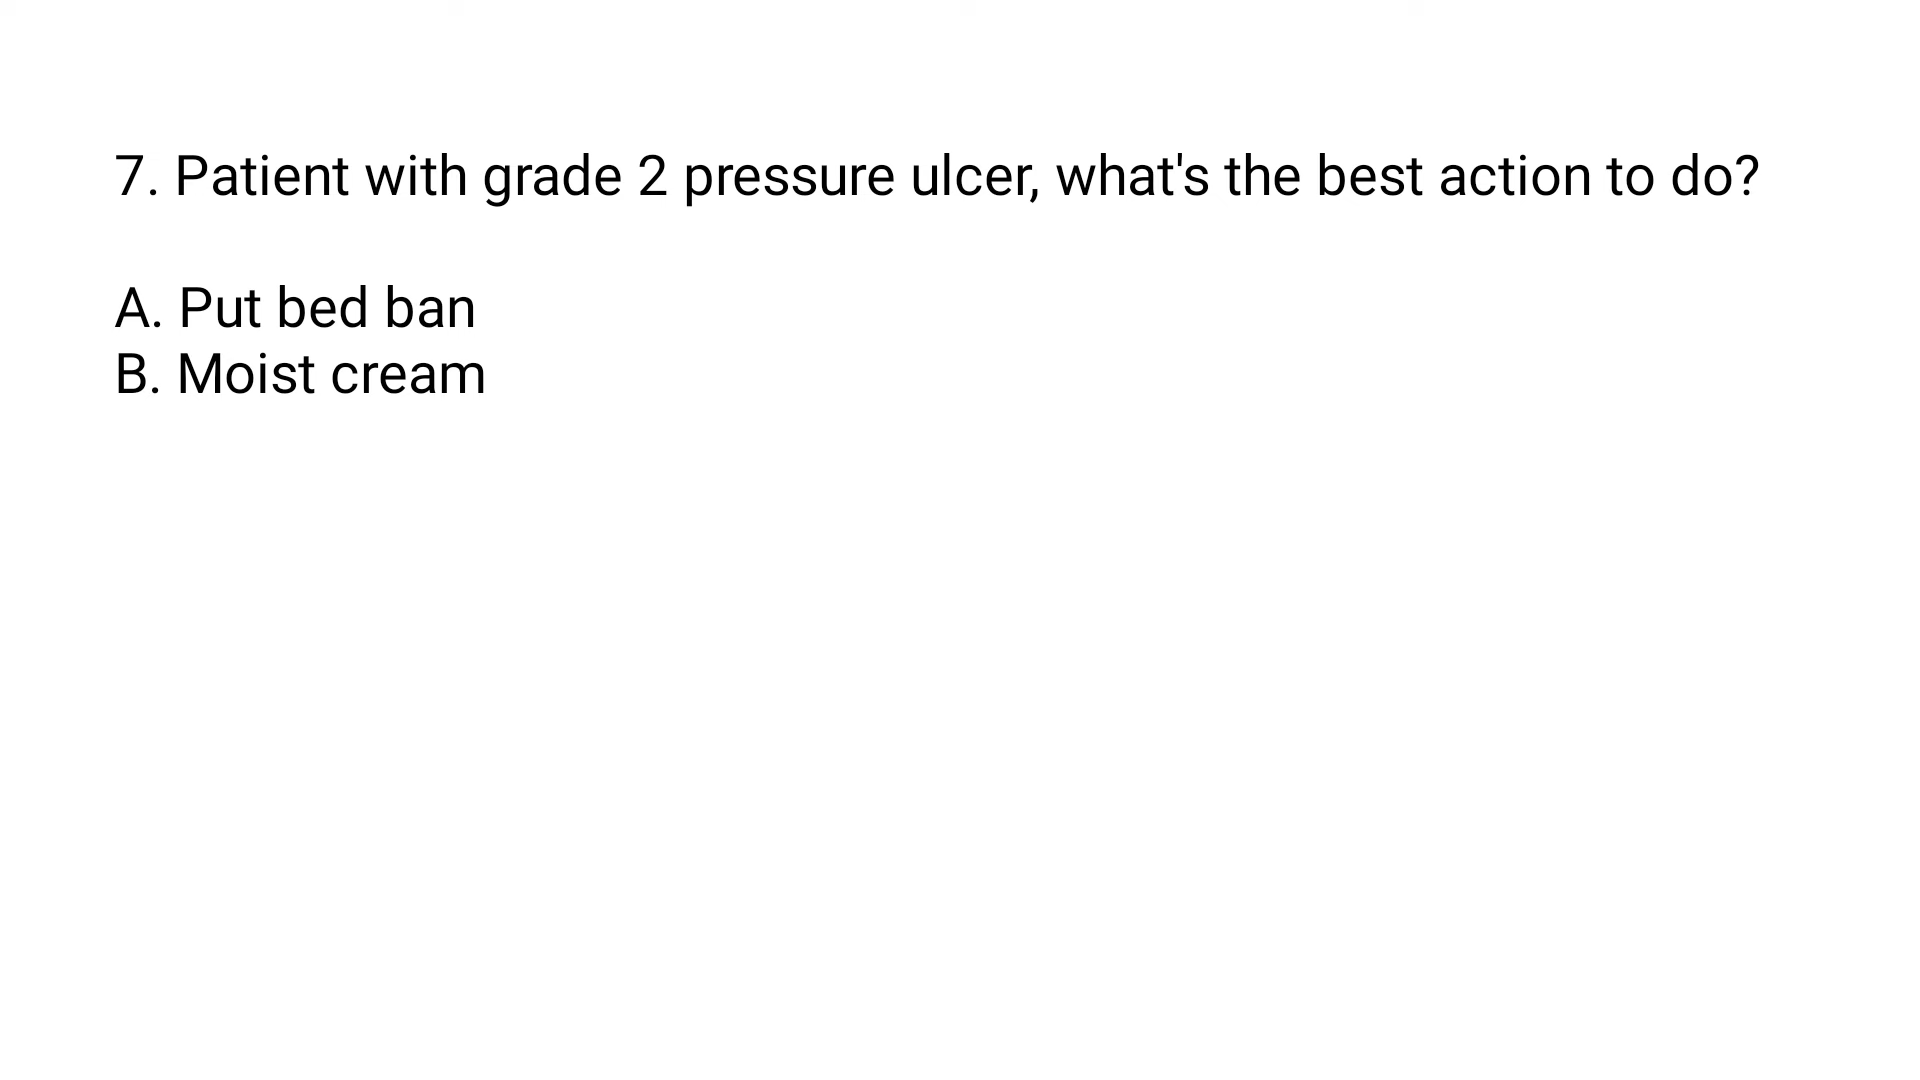 7. Patient with grade 2 pressure ulcer, what's the best action to do?
A. Put bed ban
B. Moist cream